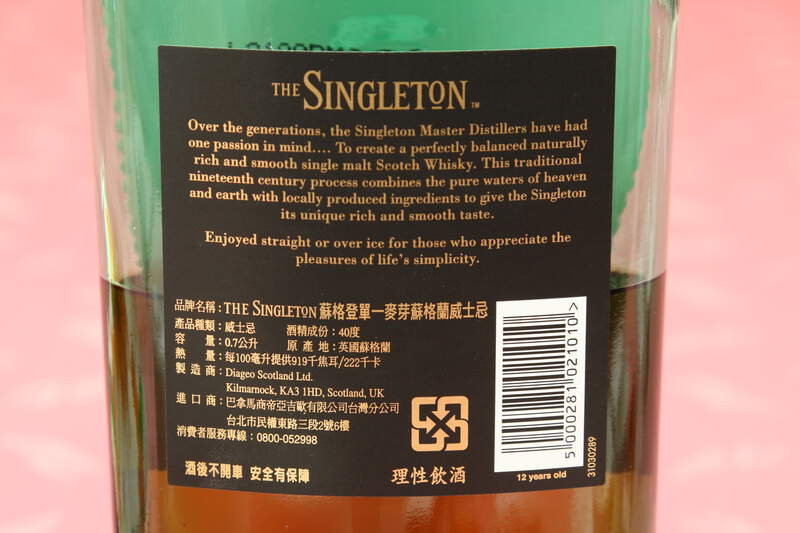 THE SINGLETON™
Over the generations, the Singleton Master Distillers have had
one passion in mind.... To create a perfectly balanced naturally
rich and smooth single malt Scotch Whisky. This traditional
nineteenth century process combines the pure waters of heaven
and earth with locally produced ingredients to give the Singleton
its unique rich and smooth taste.
Enjoyed straight or over ice for those who appreciate the
pleasures of life's simplicity.
品牌名稱：THE SINGLETON 蘇格登單一麥芽蘇格蘭威士忌
產品種類：威士忌 酒精成份：40度
容 量：0.7公升 原 產 地：英國蘇格蘭
熱 量：每100毫升提供919千焦耳/222千卡
製 造 商：Diageo Scotland Ltd.
Kilmarnock, KA3 1HD, Scotland, UK
進 口 商：巴拿馬商帝亞吉歐有限公司台灣分公司
台北市民權東路三段2號6樓
消費者服務專線：0800-052998
酒後不開車 安全有保障
理性飲酒
5 000281 021010 >
12 years old
31030289